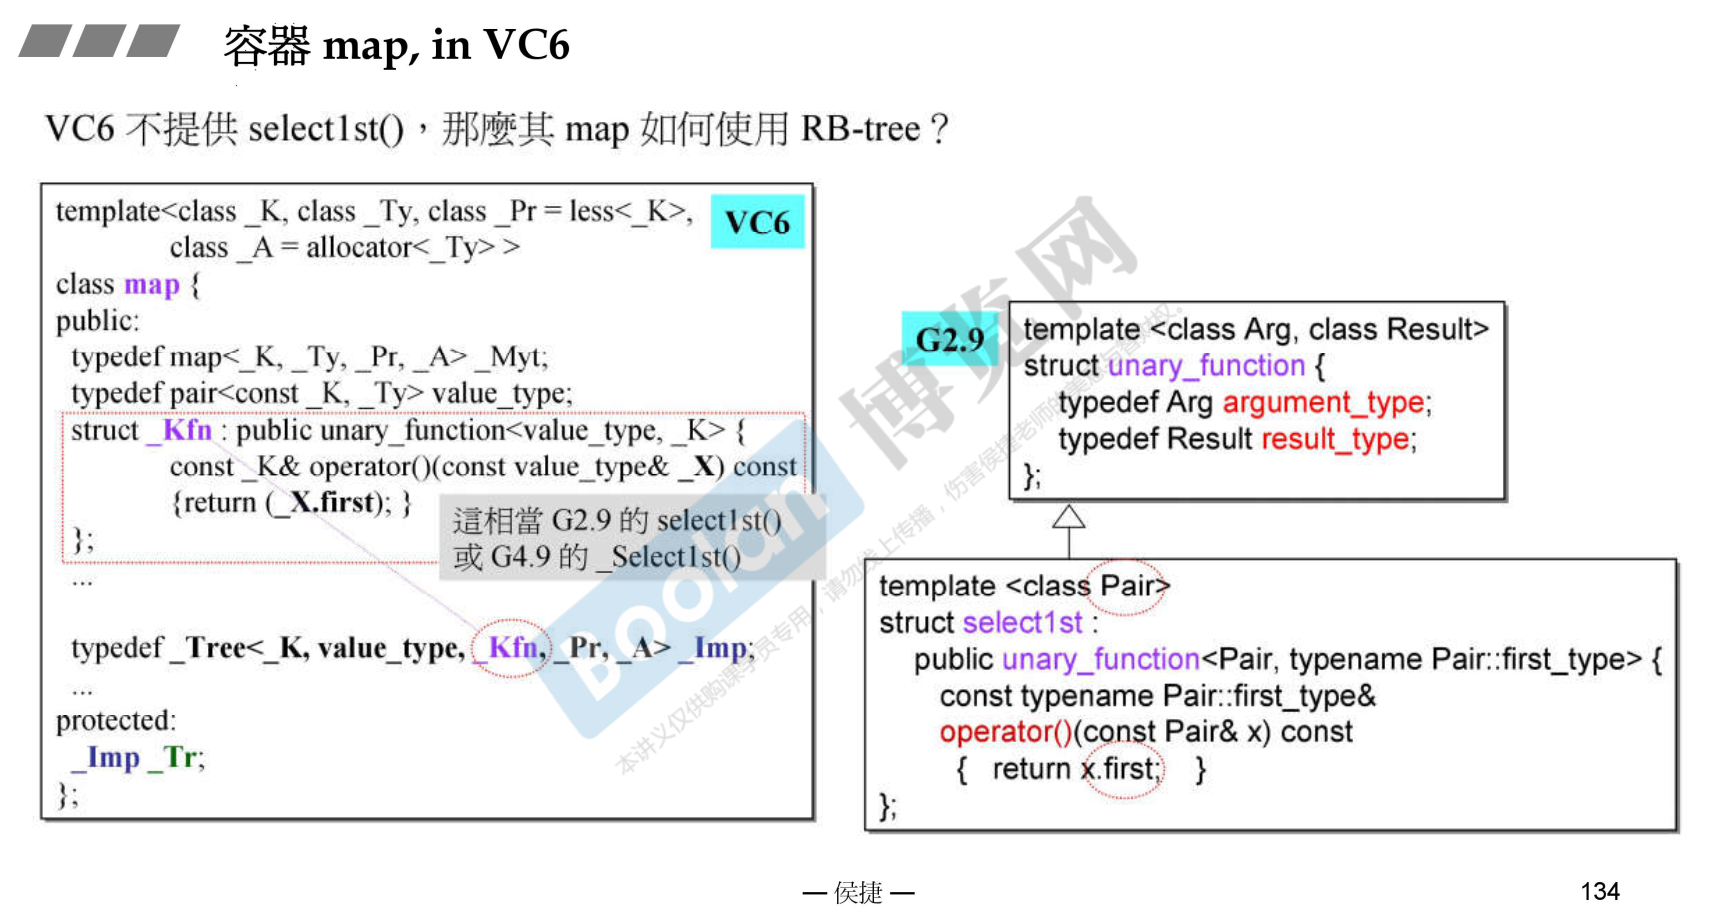 容器 map, in VC6
VC6 不提供 select1st()，那麼其 map 如何使用 RB-tree？
template<class _K, class _Ty, class _Pr = less<_K>,
class _A = allocator<_Ty> >
VC6
class map {
public:
typedef map<_K, _Ty, _Pr, _A> _Myt;
typedef pair<const _K, _Ty> value_type;
struct _Kfn : public unary_function<value_type, _K> {
const _K& operator()(const value_type& _X) const
{return (_X.first); }
};
這相當 G2.9 的 select1st()
或 G4.9 的 _Select1st()
...
typedef _Tree<_K, value_type, _Kfn, _Pr, _A> _Imp;
...
protected:
_Imp _Tr;
};
G2.9
template <class Arg, class Result>
struct unary_function {
typedef Arg argument_type;
typedef Result result_type;
};
template <class Pair>
struct select1st :
public unary_function<Pair, typename Pair::first_type> {
const typename Pair::first_type&
operator()(const Pair& x) const
{ return x.first; }
};
Boolan 博览网
本讲义仅供购课学员专用，请勿线上传播，伤害侯捷老师的美意与著权。
— 侯捷 —
134